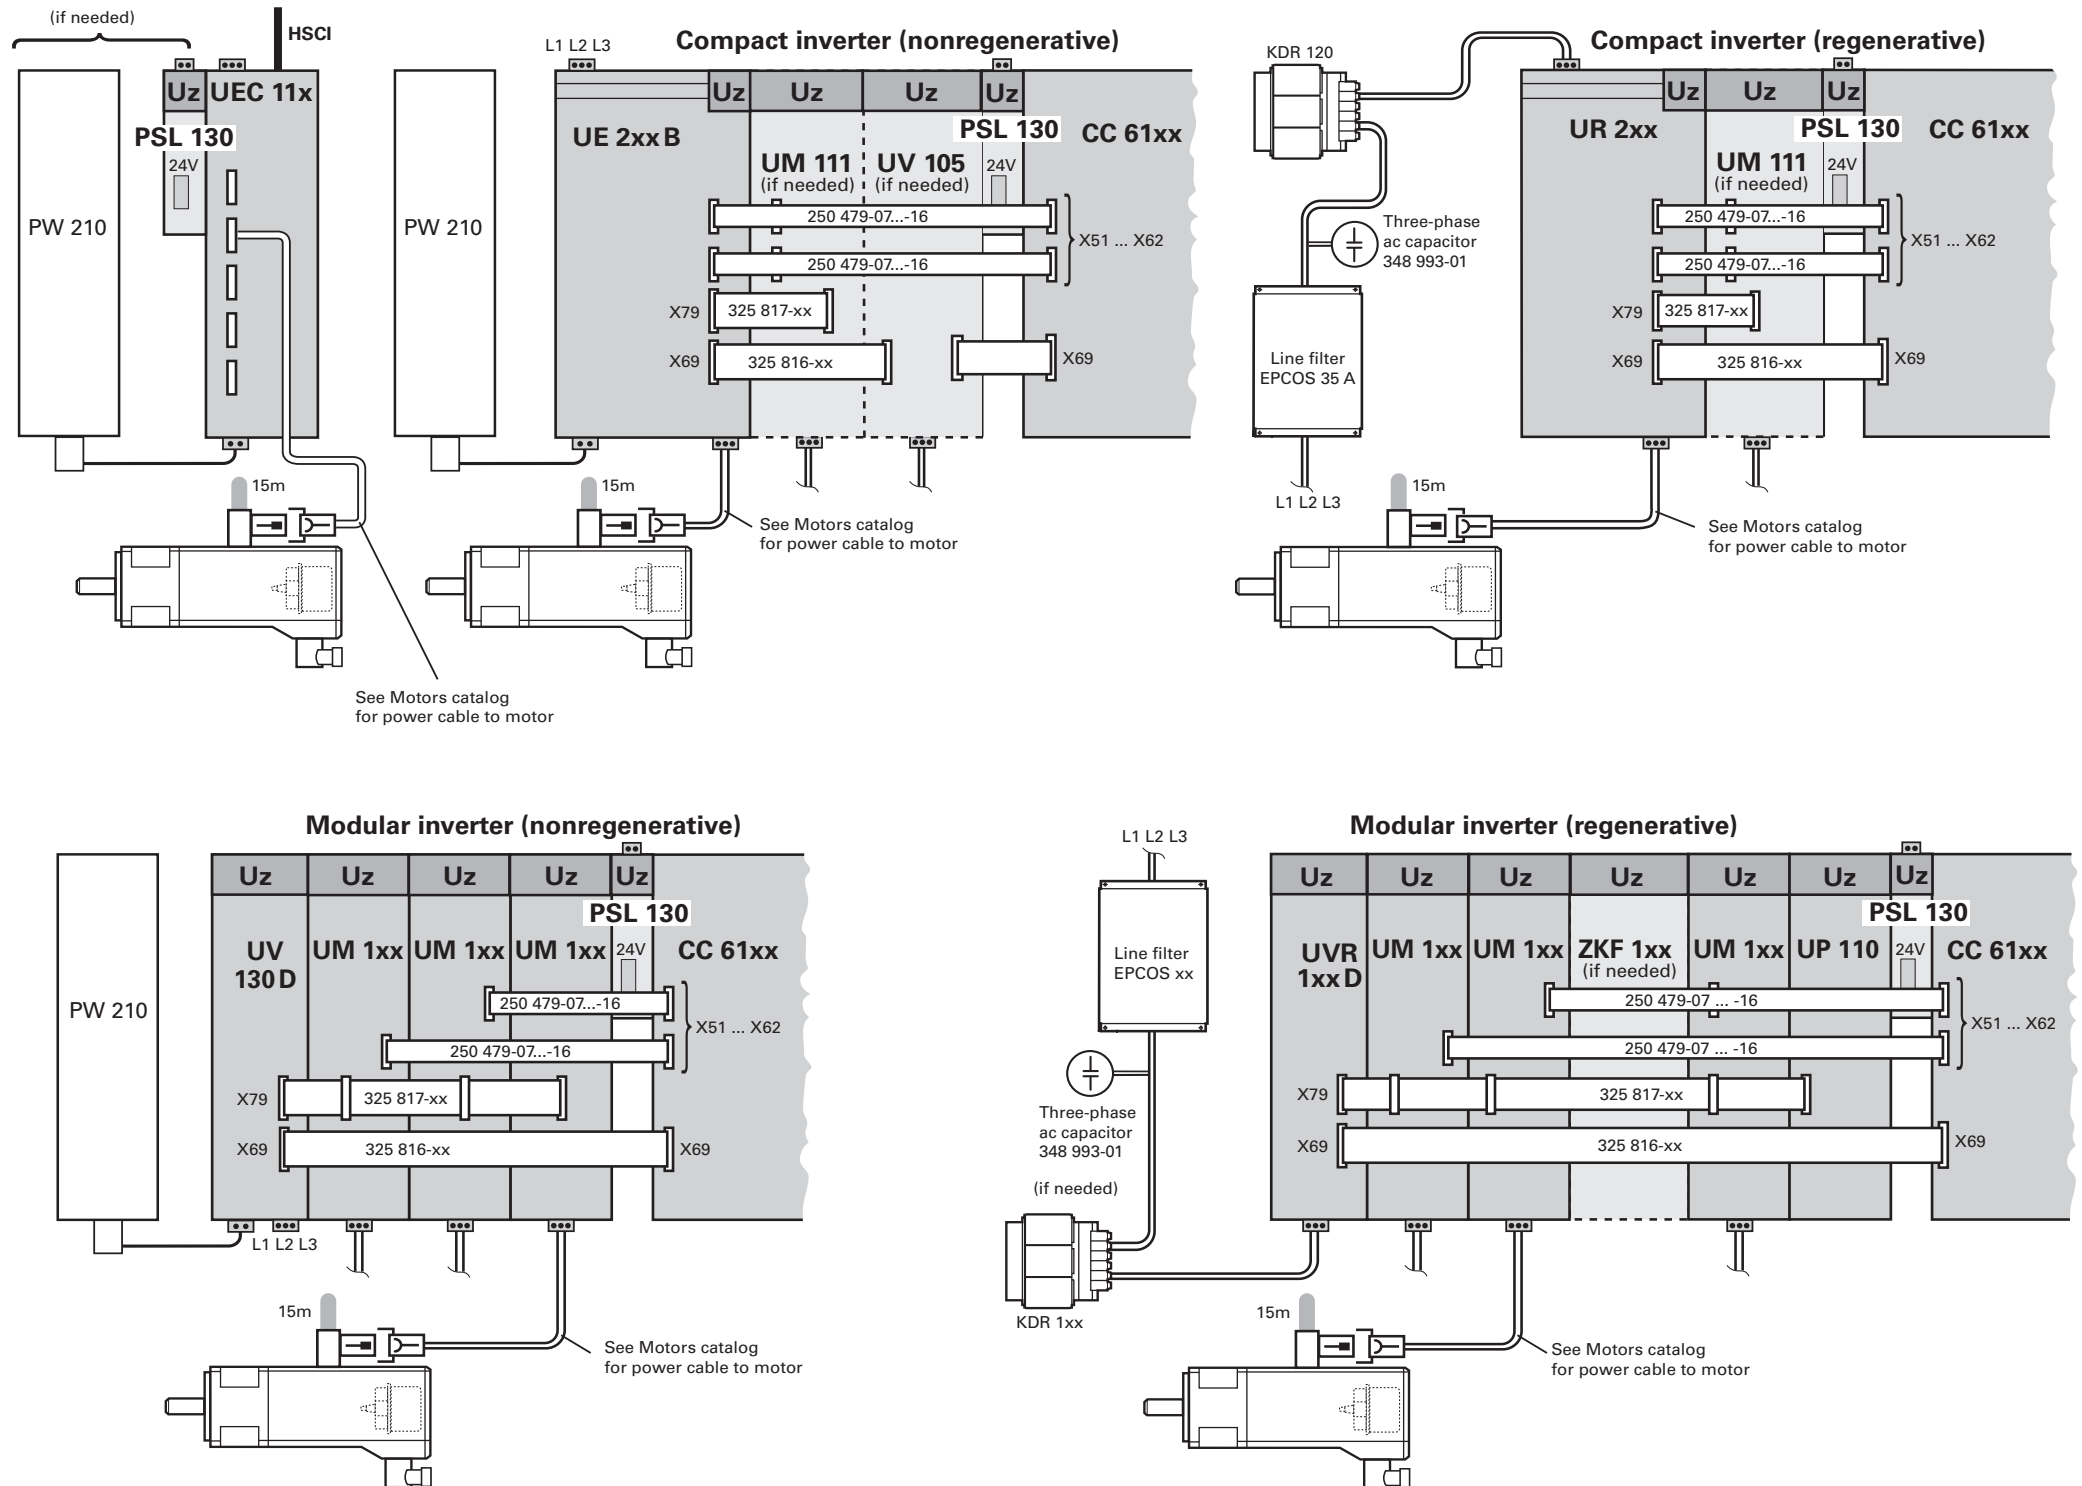 (if needed)
HSCI
Uz
UEC 11x
PSL 130
24V
PW 210
15m
See Motors catalog
for power cable to motor
Compact inverter (nonregenerative)
L1 L2 L3
PW 210
Uz
Uz
Uz
Uz
UE 2xx B
UM 111
(if needed)
UV 105
(if needed)
PSL 130
24V
CC 61xx
250 479-07...-16
250 479-07...-16
X51 ... X62
X79
325 817-xx
X69
325 816-xx
X69
15m
See Motors catalog
for power cable to motor
Compact inverter (regenerative)
KDR 120
Three-phase
ac capacitor
348 993-01
Line filter
EPCOS 35 A
L1 L2 L3
Uz
Uz
Uz
UR 2xx
UM 111
(if needed)
PSL 130
24V
CC 61xx
250 479-07...-16
250 479-07...-16
X51 ... X62
X79
325 817-xx
X69
325 816-xx
X69
15m
See Motors catalog
for power cable to motor
Modular inverter (nonregenerative)
PW 210
Uz
Uz
Uz
Uz
Uz
PSL 130
UV
130 D
UM 1xx
UM 1xx
UM 1xx
24V
CC 61xx
250 479-07...-16
X51 ... X62
250 479-07...-16
X79
325 817-xx
X69
325 816-xx
X69
L1 L2 L3
15m
See Motors catalog
for power cable to motor
Modular inverter (regenerative)
L1 L2 L3
Line filter
EPCOS xx
Three-phase
ac capacitor
348 993-01
(if needed)
KDR 1xx
Uz
Uz
Uz
Uz
Uz
Uz
Uz
PSL 130
UVR
1xx D
UM 1xx
UM 1xx
ZKF 1xx
(if needed)
UM 1xx
UP 110
24V
CC 61xx
250 479-07 ... -16
X51 ... X62
250 479-07 ... -16
X79
325 817-xx
X69
325 816-xx
X69
15m
See Motors catalog
for power cable to motor